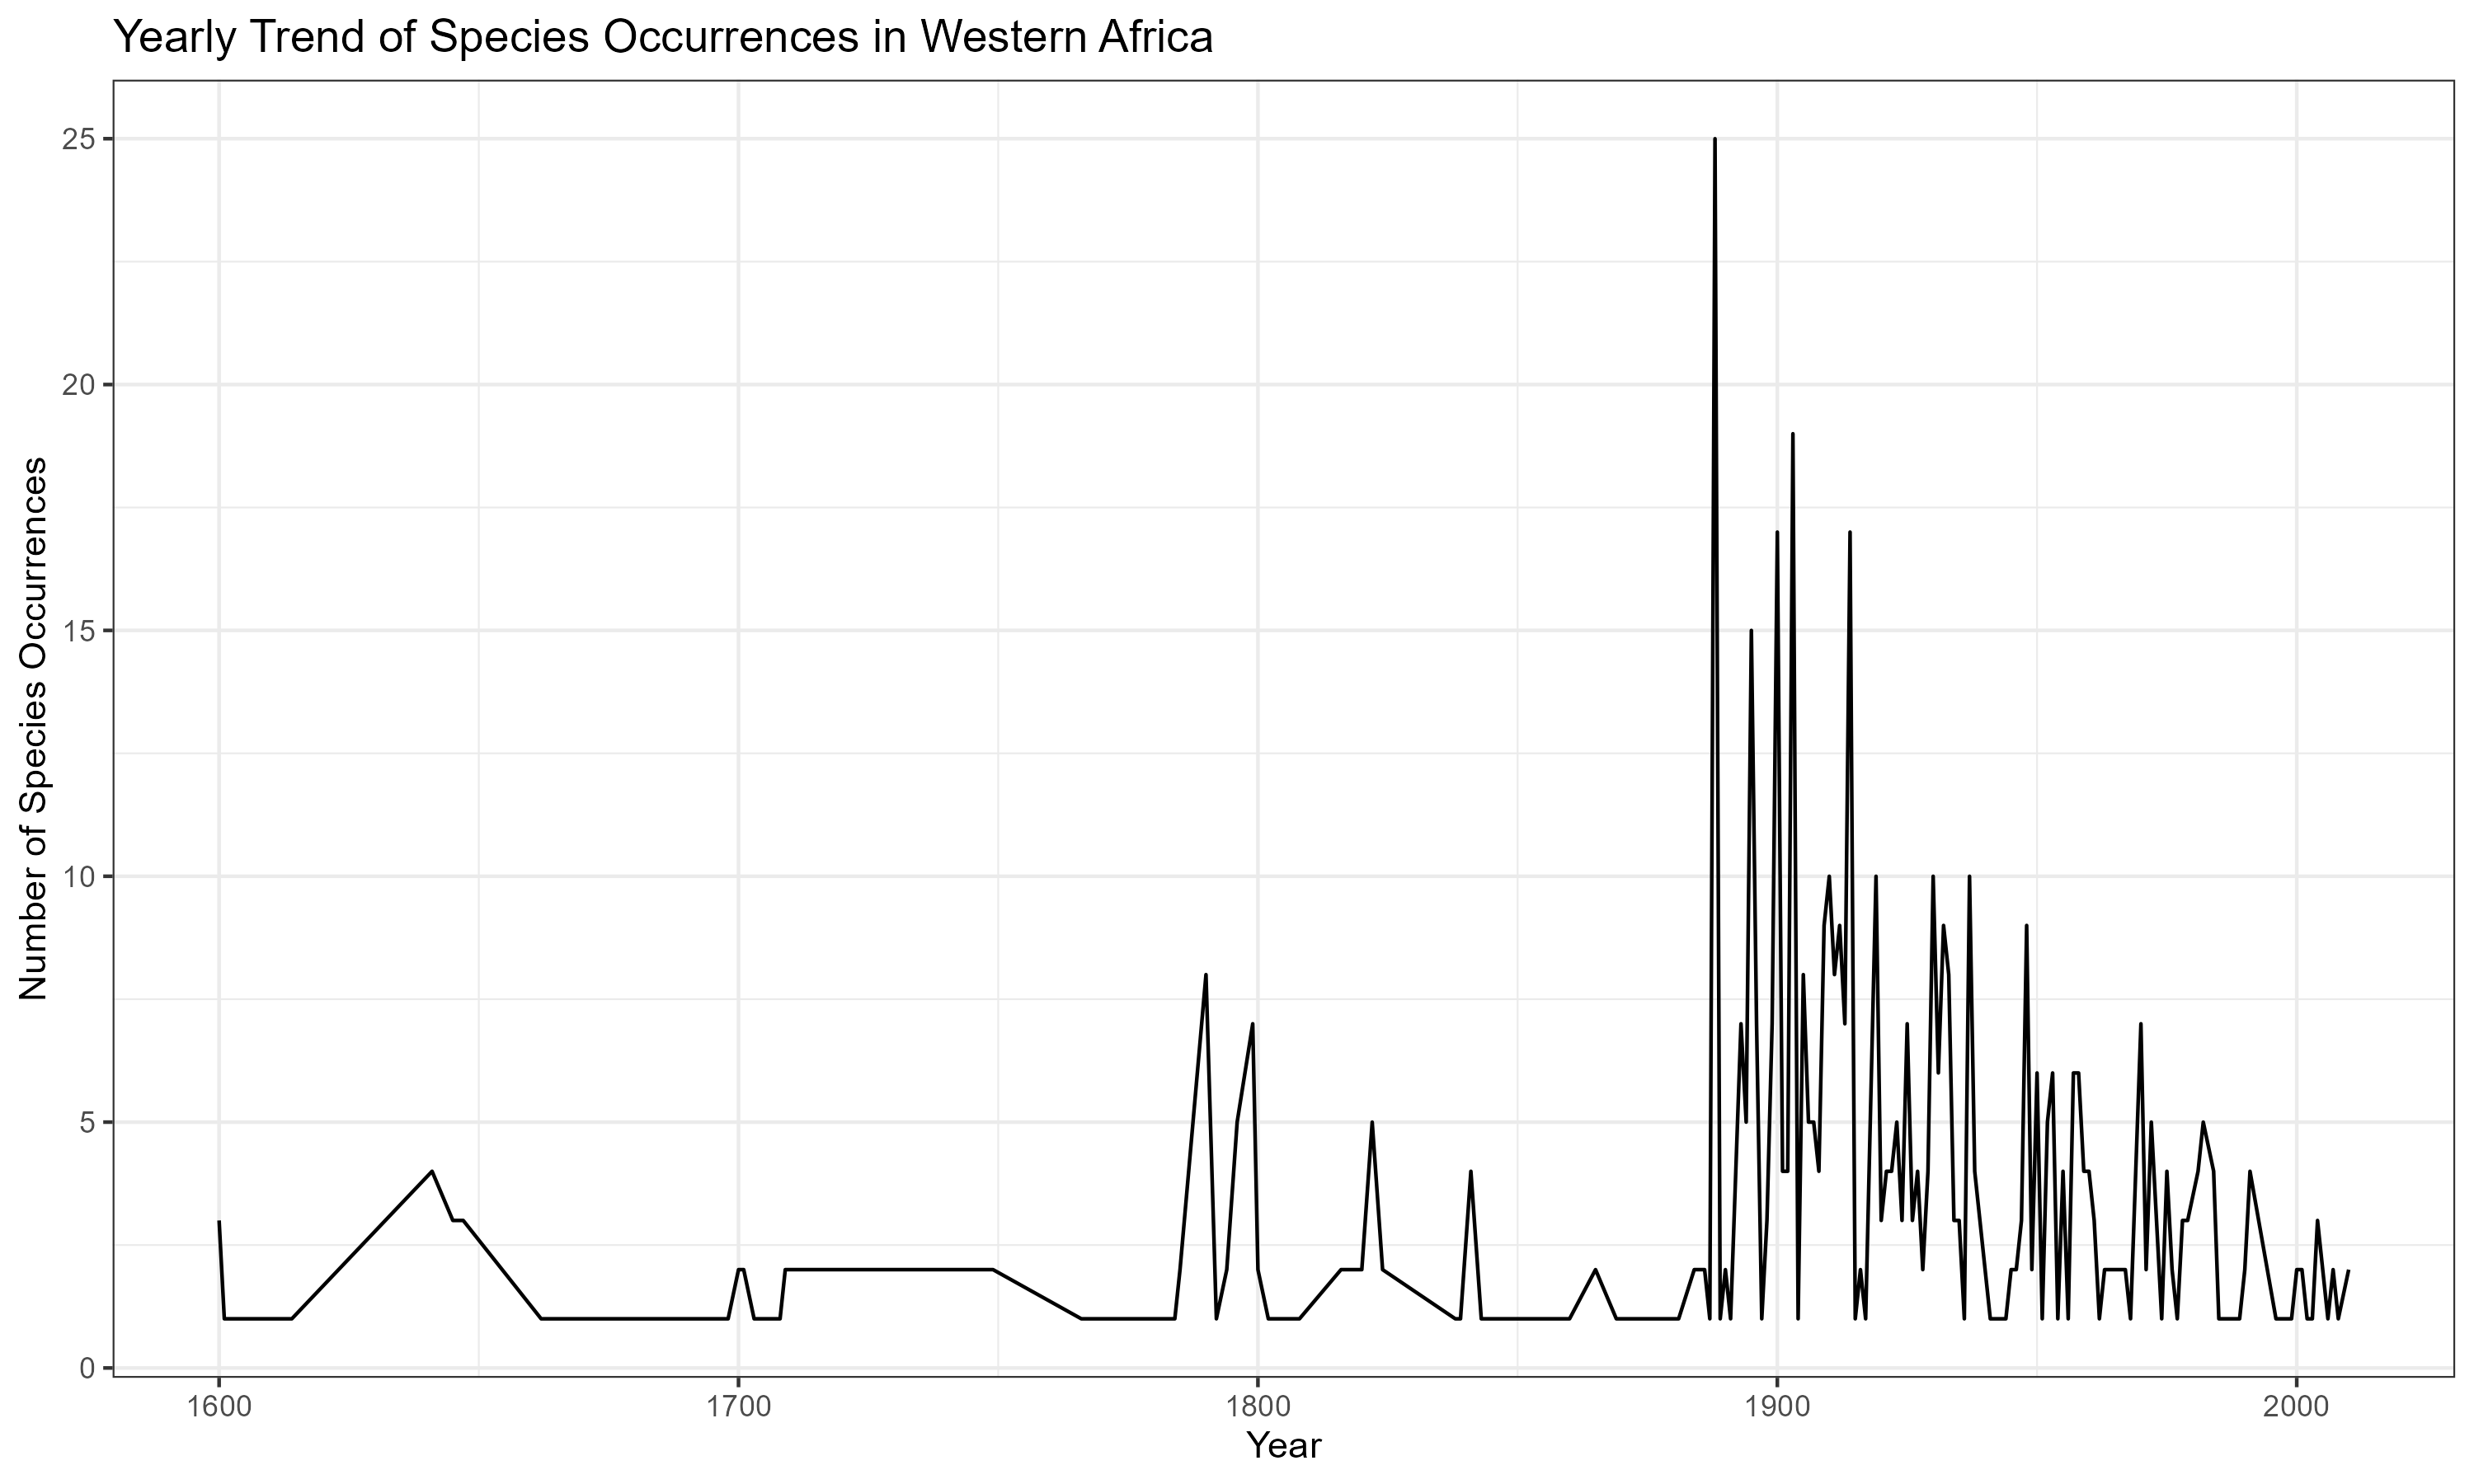 Yearly Trend of Species Occurrences in Western Africa
Number of Species Occurrences
25
20
15
10
5
0
1600 1700 1800 1900 2000
Year